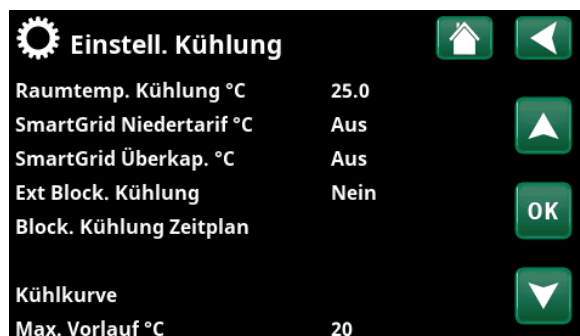 Einstell. Kühlung
Raumtemp. Kühlung °C 25.0
SmartGrid Niedertarif °C Aus
SmartGrid Überkap. °C Aus
Ext Block. Kühlung Nein
Block. Kühlung Zeitplan
OK
Kühlkurve
Max. Vorlauf °C 20